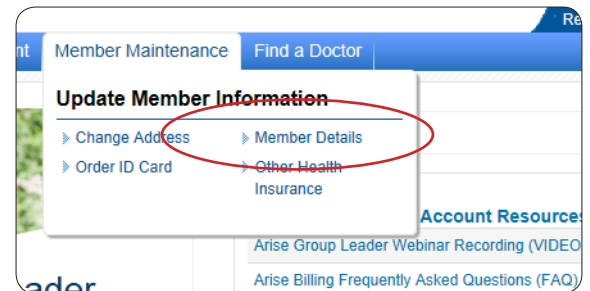 Re
nt Member Maintenance Find a Doctor
Update Member Information
Change Address Member Details
Order ID Card Other Health
Insurance
Account Resources
Arise Group Leader Webinar Recording (VIDEO
Arise Billing Frequently Asked Questions (FAQ)
ader